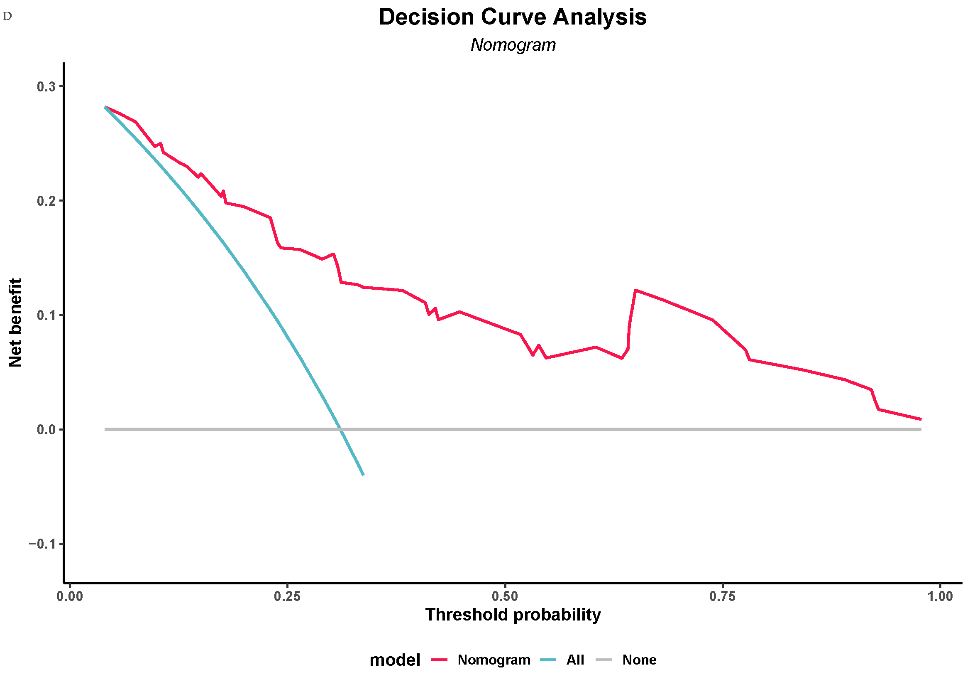 D
Decision Curve Analysis
Nomogram
Net benefit
0.3
0.2
0.1
0.0
−0.1
0.00 0.25 0.50 0.75 1.00
Threshold probability
model Nomogram All None